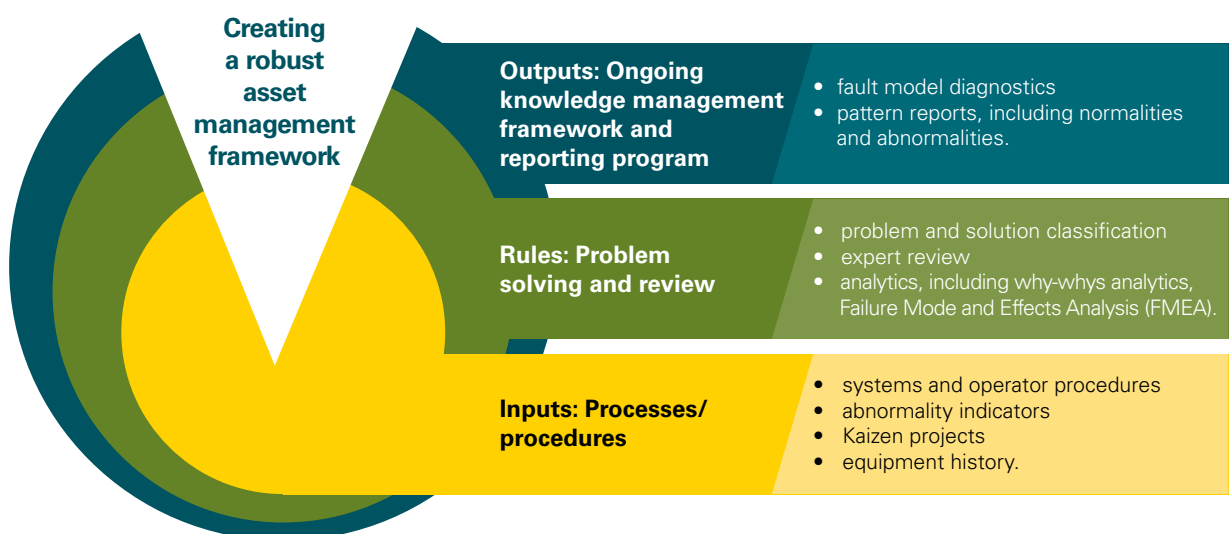 Creating
a robust
asset
management
framework
Outputs: Ongoing
knowledge management
framework and
reporting program
• fault model diagnostics
• pattern reports, including normalities
and abnormalities.
Rules: Problem
solving and review
• problem and solution classification
• expert review
• analytics, including why-whys analytics,
Failure Mode and Effects Analysis (FMEA).
Inputs: Processes/
procedures
• systems and operator procedures
• abnormality indicators
• Kaizen projects
• equipment history.